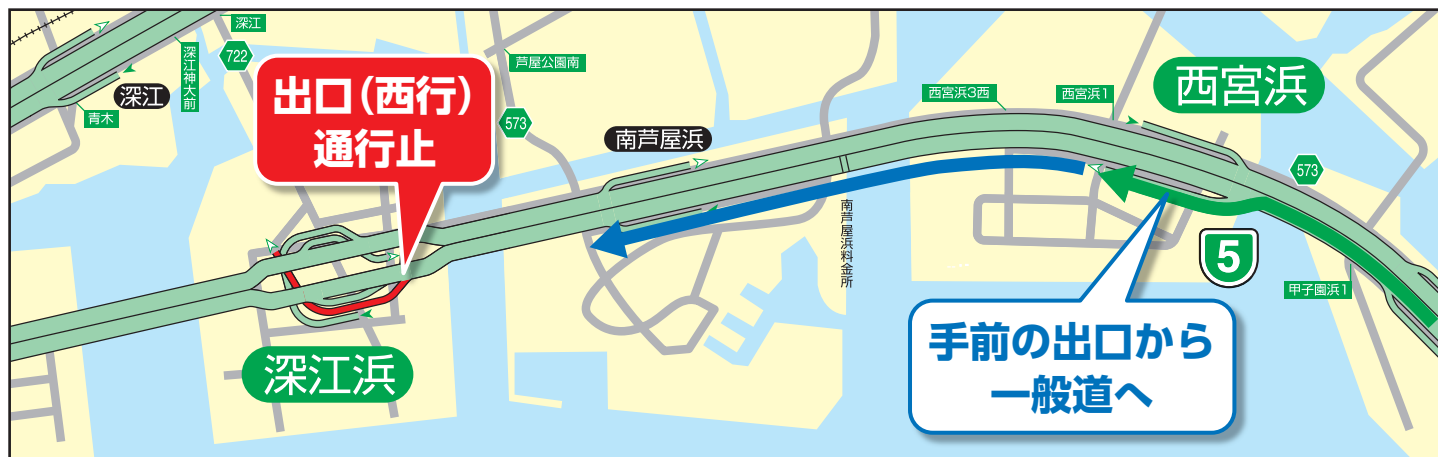 深江
722
深江神大前
深江
青木
出口（西行）
通行止
芦屋公園南
573
南芦屋浜
西宮浜3西
西宮浜1
西宮浜
573
南芦屋浜料金所
5
甲子園浜1
深江浜
手前の出口から
一般道へ